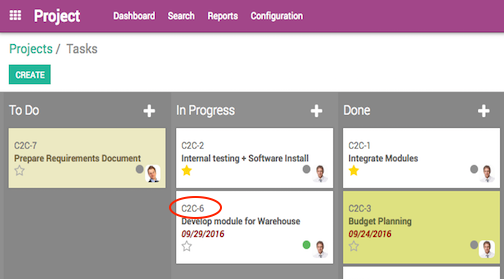 Project
Dashboard Search Reports Configuration
Projects / Tasks
CREATE
To Do +
C2C-7
Prepare Requirements Document
In Progress +
C2C-2
Internal testing + Software Install
C2C-6
Develop module for Warehouse
09/29/2016
Done +
C2C-1
Integrate Modules
C2C-3
Budget Planning
09/24/2016